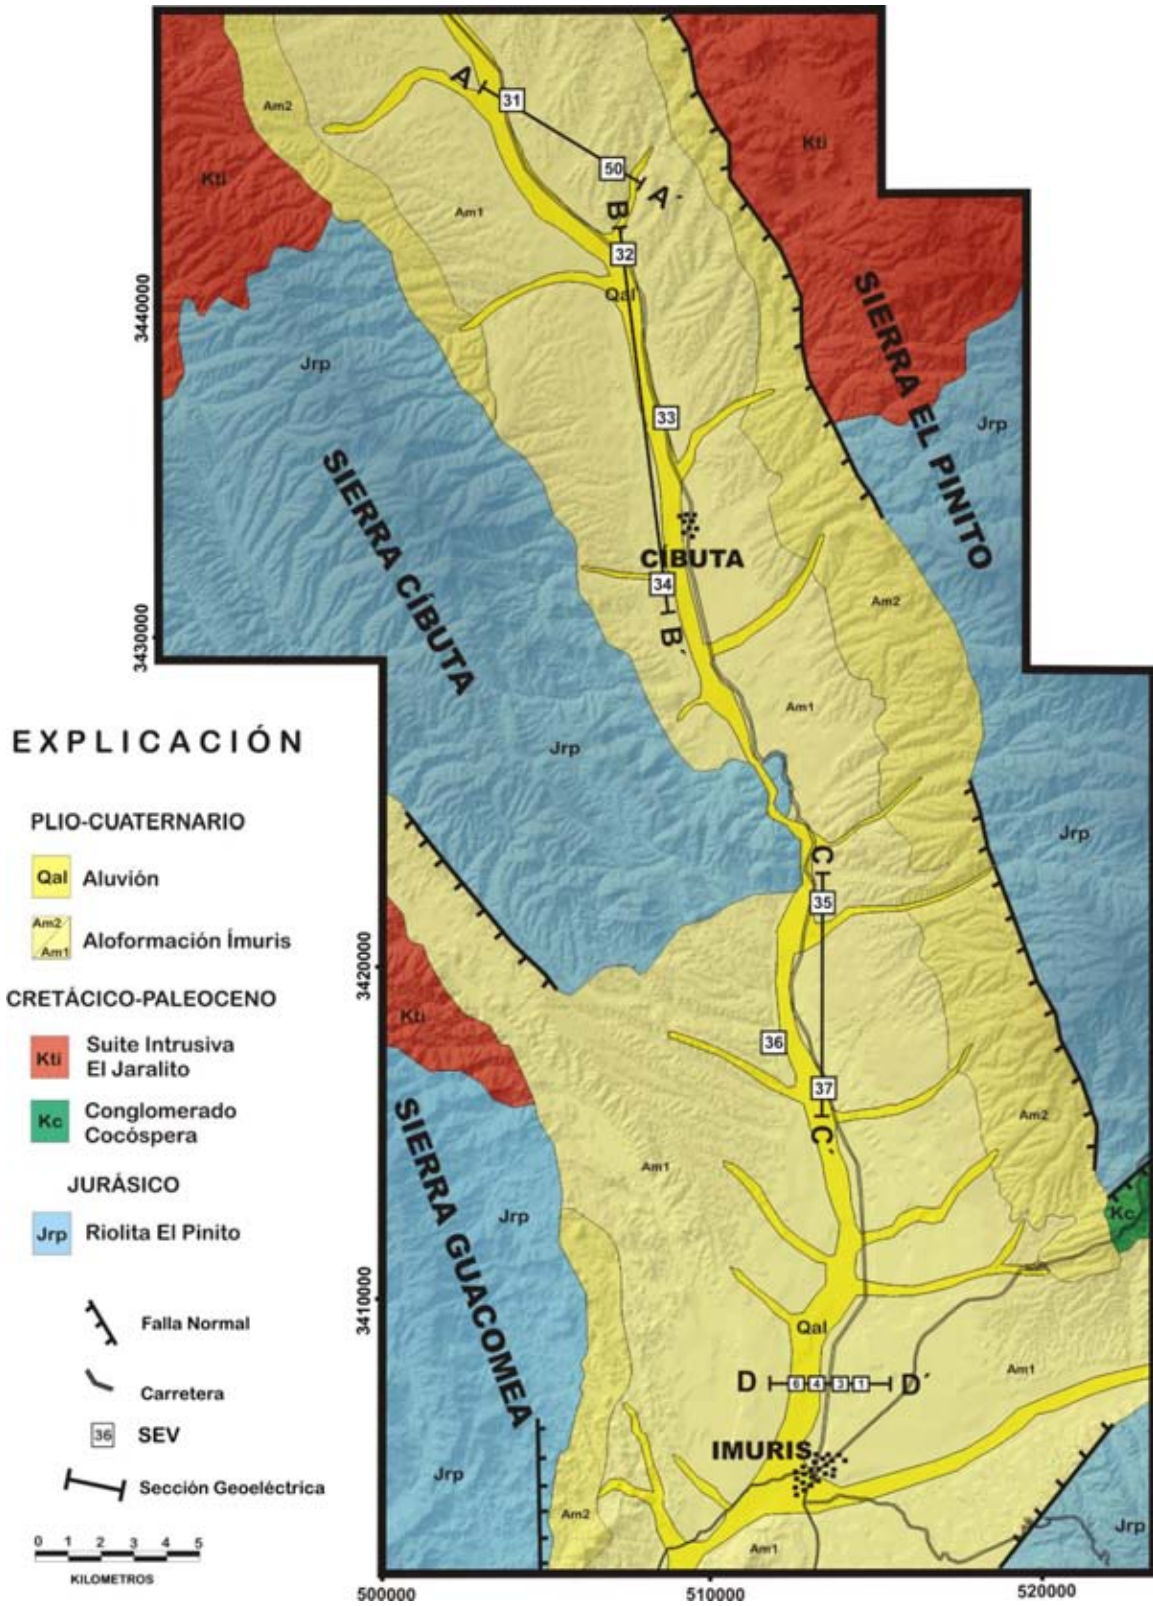 A
31
Am2
Kti
Kti
50
A´
Am1
B
32
Qal
3440000
SIERRA EL PINITO
Jrp
33
Jrp
SIERRA CÍBUTA
CÍBUTA
34
Am2
B´
3430000
Am1
Jrp
EXPLICACIÓN
PLIO-CUATERNARIO
Qal Aluvión
Am2
Am1
Aloformación Ímuris
CRETÁCICO-PALEOCENO
Kti Suite Intrusiva
El Jaralito
Kc Conglomerado
Cocóspera
JURÁSICO
Jrp Riolita El Pinito
Falla Normal
Carretera
36 SEV
Sección Geoeléctrica
0 1 2 3 4 5
KILOMETROS
Jrp
C
35
3420000
Kti
36
37
C´
Am2
SIERRA GUACOMEA
Am1
Jrp
Kc
3410000
Qal
Am1
D 6 4 3 1 D´
IMURIS
Jrp
Am2
Jrp
Am1
500000 510000 520000